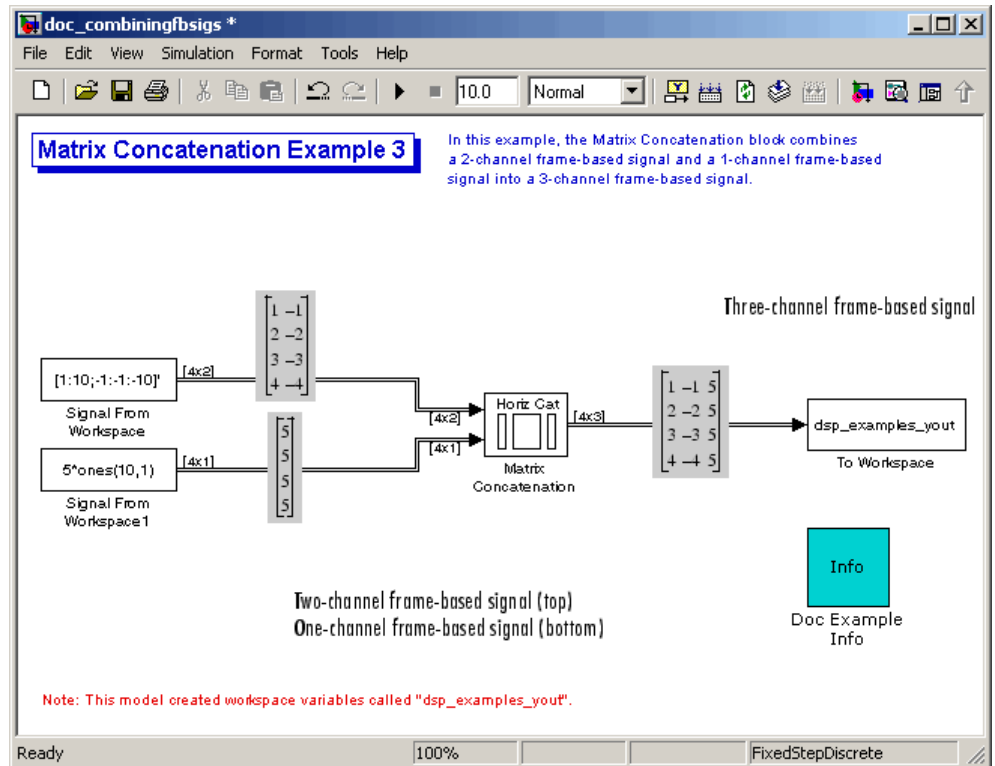 doc_combiningfbsigs *
File Edit View Simulation Format Tools Help
10.0 Normal
Matrix Concatenation Example 3
In this example, the Matrix Concatenation block combines
a 2-channel frame-based signal and a 1-channel frame-based
signal into a 3-channel frame-based signal.
Three-channel frame-based signal
1 -1
2 -2
3 -3
4 -4
[1:10;-1:-1:-10]'
[4x2]
Signal From
Workspace
5*ones(10,1)
[4x1]
Signal From
Workspace1
5
5
5
5
[4x2]
[4x1]
Horiz Cat
Matrix
Concatenation
[4x3]
1 -1 5
2 -2 5
3 -3 5
4 -4 5
dsp_examples_yout
To Workspace
Info
Doc Example
Info
Two-channel frame-based signal (top)
One-channel frame-based signal (bottom)
Note: This model created workspace variables called "dsp_examples_yout".
Ready 100% FixedStepDiscrete